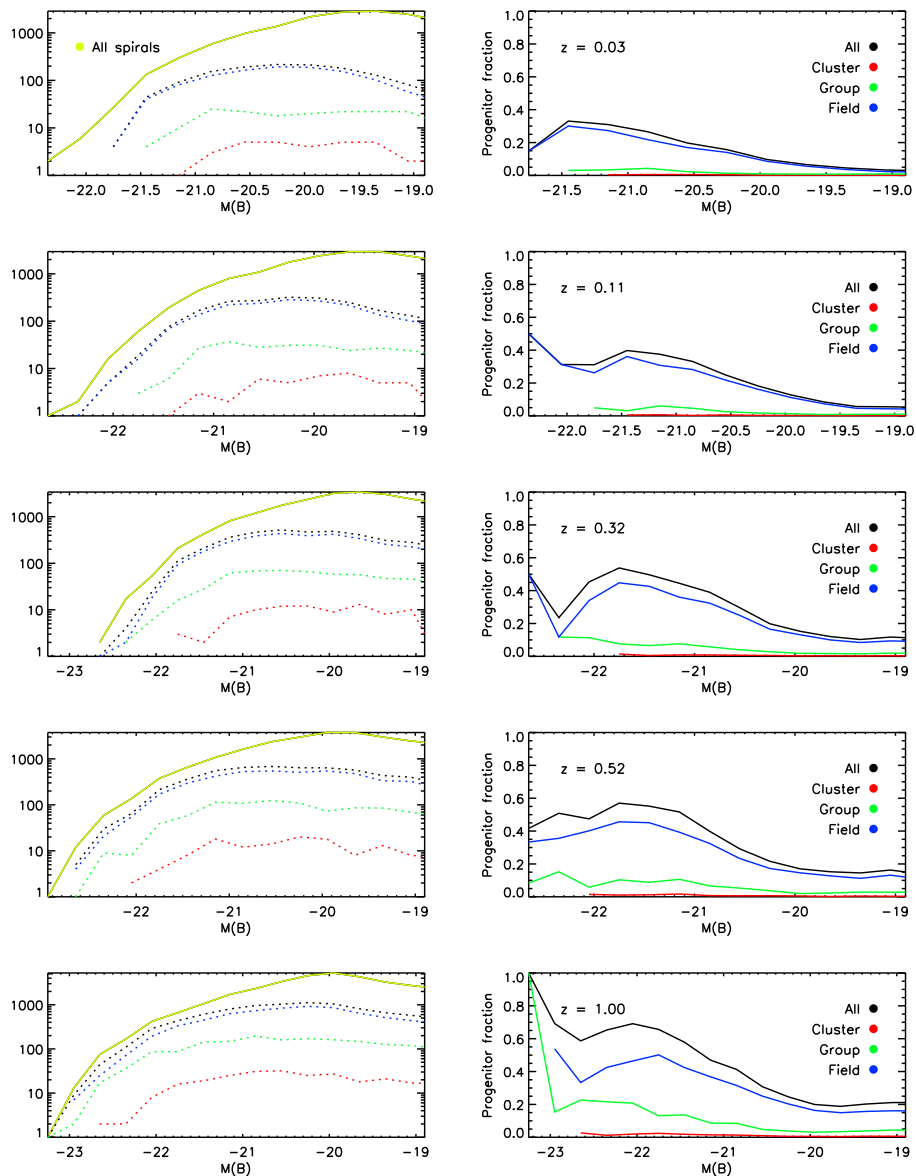 1000
100
10
1
All spirals
-22.0 -21.5 -21.0 -20.5 -20.0 -19.5 -19.0
M(B)
Progenitor fraction
1.0
0.8
0.6
0.4
0.2
0.0
z = 0.03
All
Cluster
Group
Field
-21.5 -21.0 -20.5 -20.0 -19.5 -19.0
M(B)
1000
100
10
1
-22 -21 -20 -19
M(B)
Progenitor fraction
1.0
0.8
0.6
0.4
0.2
0.0
z = 0.11
All
Cluster
Group
Field
-22.0 -21.5 -21.0 -20.5 -20.0 -19.5 -19.0
M(B)
1000
100
10
1
-23 -22 -21 -20 -19
M(B)
Progenitor fraction
1.0
0.8
0.6
0.4
0.2
0.0
z = 0.32
All
Cluster
Group
Field
-22 -21 -20 -19
M(B)
1000
100
10
1
-22 -21 -20 -19
M(B)
Progenitor fraction
1.0
0.8
0.6
0.4
0.2
0.0
z = 0.52
All
Cluster
Group
Field
-22 -21 -20 -19
M(B)
1000
100
10
1
-23 -22 -21 -20 -19
M(B)
Progenitor fraction
1.0
0.8
0.6
0.4
0.2
0.0
z = 1.00
All
Cluster
Group
Field
-23 -22 -21 -20 -19
M(B)